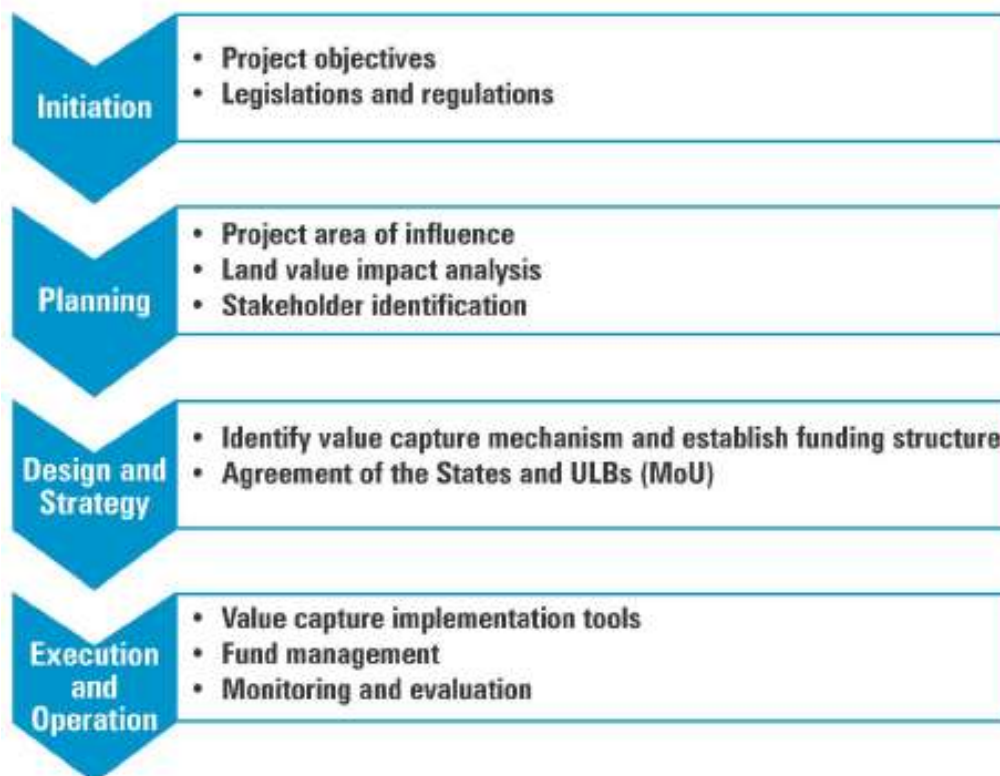 Initiation
• Project objectives
• Legislations and regulations
Planning
• Project area of influence
• Land value impact analysis
• Stakeholder identification
Design and
Strategy
• Identify value capture mechanism and establish funding structure
• Agreement of the States and ULBs (MoU)
Execution
and
Operation
• Value capture implementation tools
• Fund management
• Monitoring and evaluation